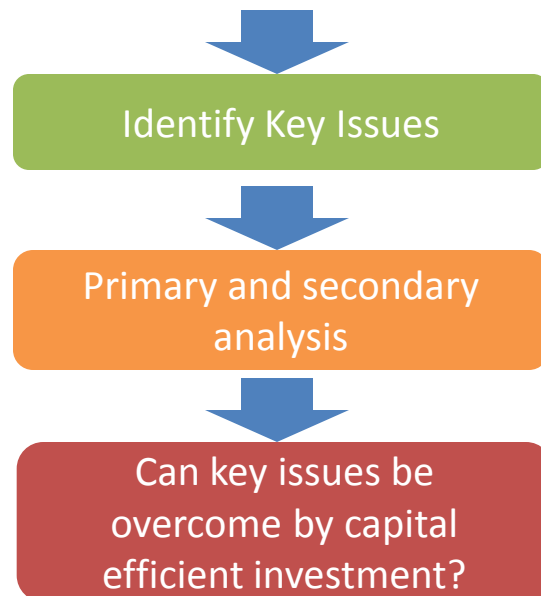 Identify Key Issues
Primary and secondary
analysis
Can key issues be
overcome by capital
efficient investment?